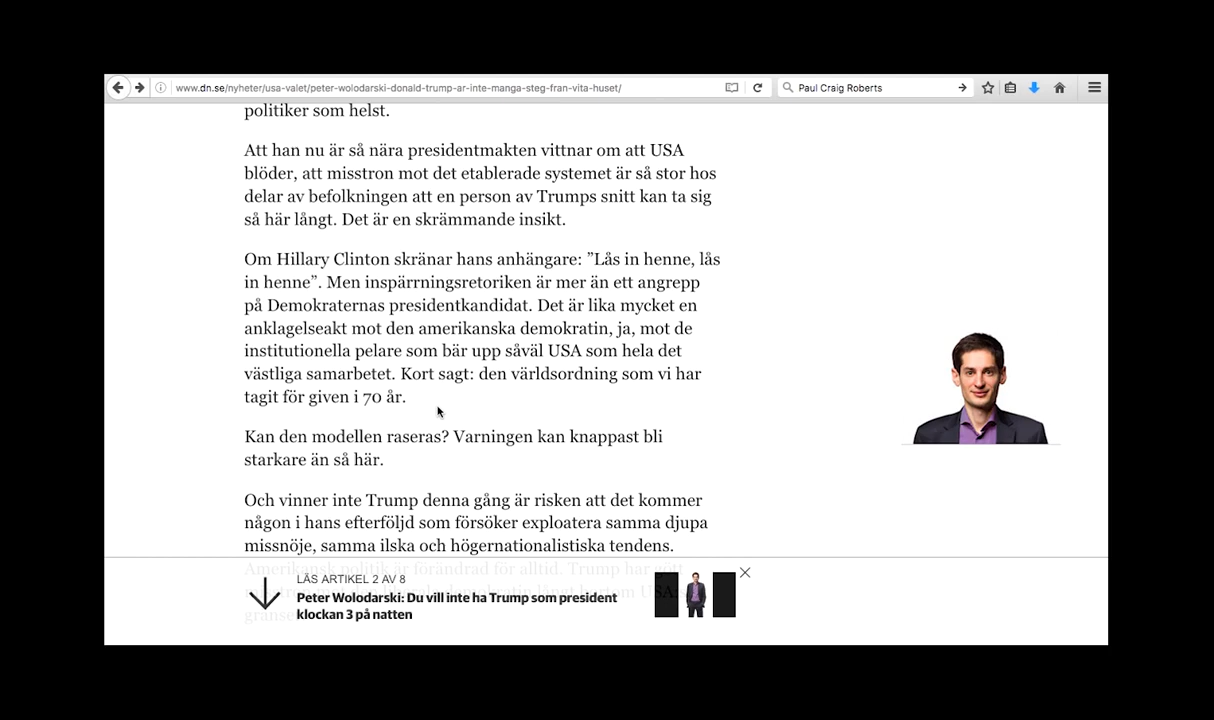 www.dn.se/nyheter/usa-valet/peter-wolodarski-donald-trump-ar-inte-manga-steg-fran-vita-huset/
Paul Craig Roberts
politiker som helst.
Att han nu är så nära presidentmakten vittnar om att USA
blöder, att misstron mot det etablerade systemet är så stor hos
delar av befolkningen att en person av Trumps snitt kan ta sig
så här långt. Det är en skrämmande insikt.
Om Hillary Clinton skränar hans anhängare: ”Lås in henne, lås
in henne”. Men inspärrningsretoriken är mer än ett angrepp
på Demokraternas presidentkandidat. Det är lika mycket en
anklagelseakt mot den amerikanska demokratin, ja, mot de
institutionella pelare som bär upp såväl USA som hela det
västliga samarbetet. Kort sagt: den världsordning som vi har
tagit för given i 70 år.
Kan den modellen raseras? Varningen kan knappast bli
starkare än så här.
Och vinner inte Trump denna gång är risken att det kommer
någon i hans efterföljd som försöker exploatera samma djupa
missnöje, samma ilska och högernationalistiska tendens.
Amerikansk politik är förändrad för alltid. Trump har gött
LÄS ARTIKEL 2 AV 8
Peter Wolodarski: Du vill inte ha Trump som president
klockan 3 på natten